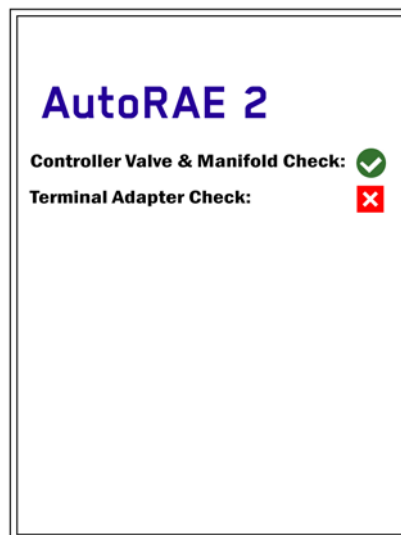 AutoRAE 2
Controller Valve & Manifold Check:
Terminal Adapter Check: